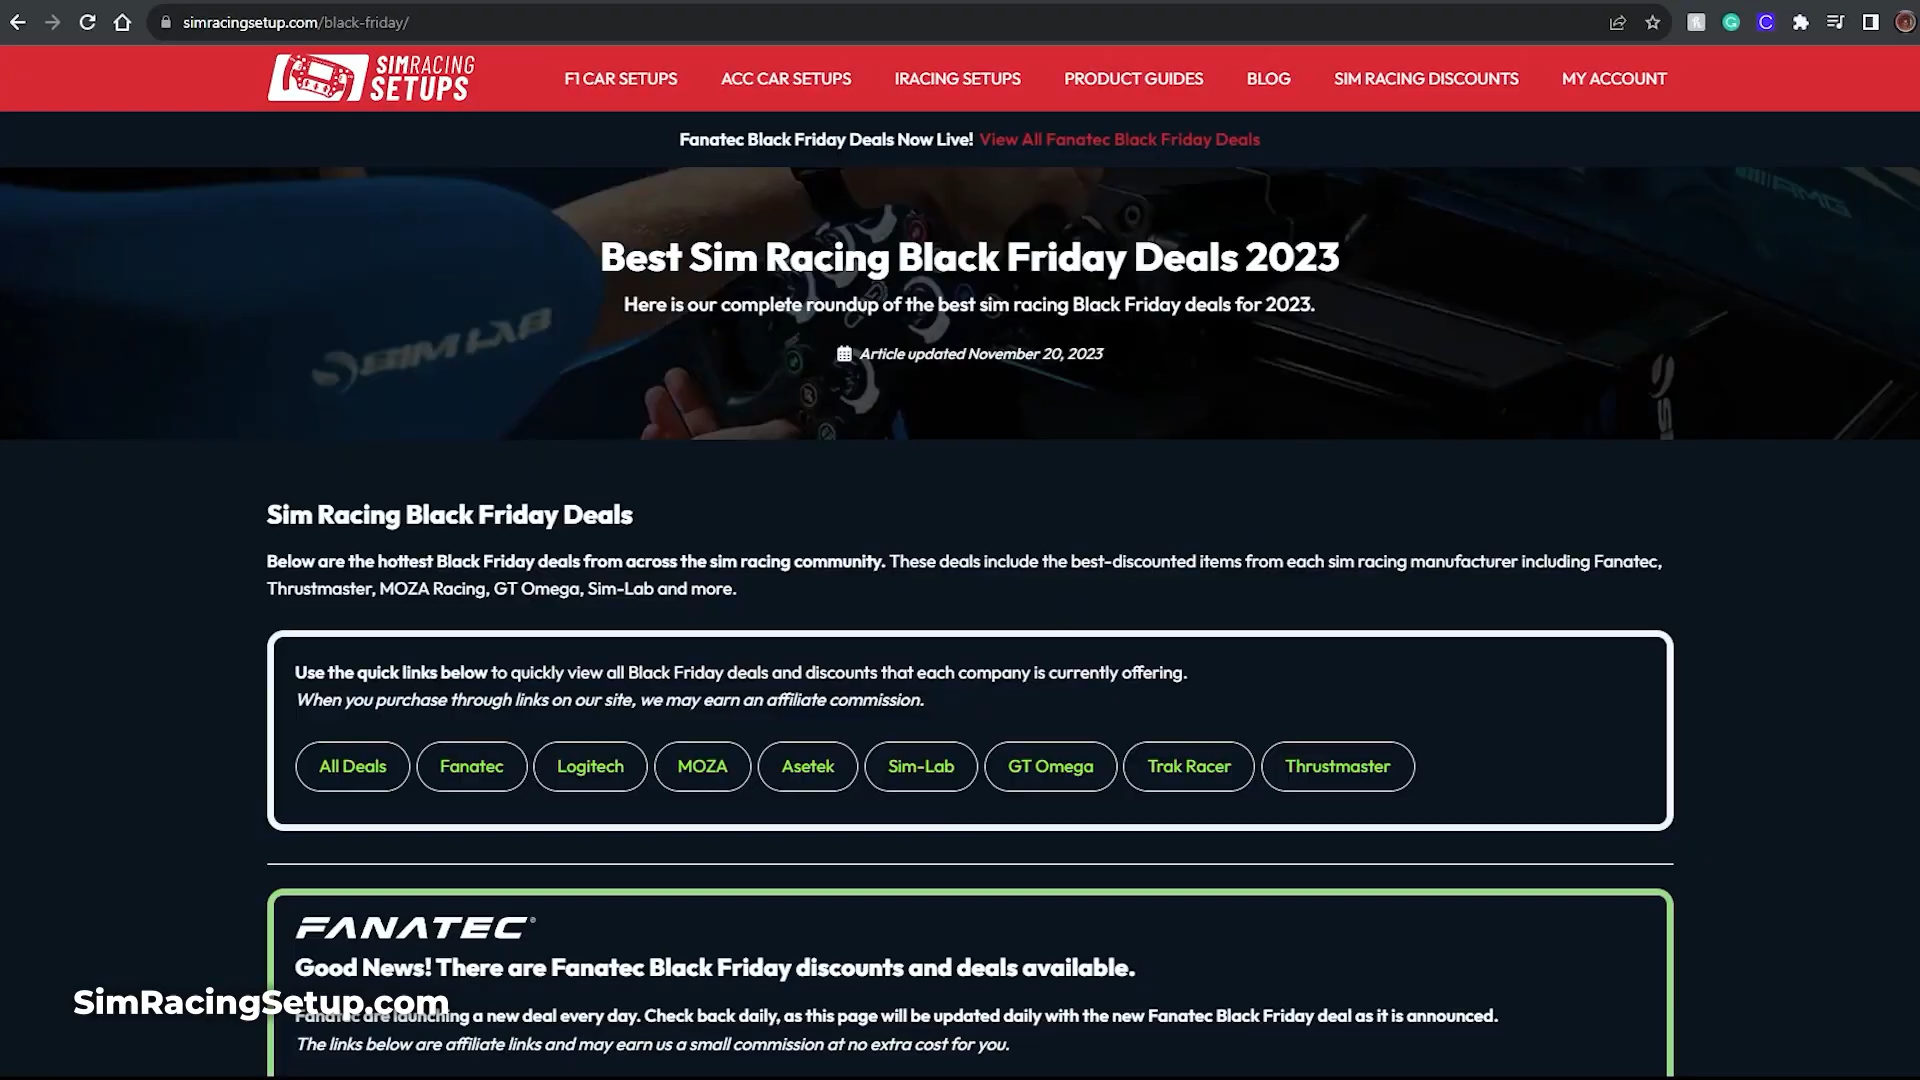 simracingsetup.com/black-friday/
SIMRACING
SETUPS
F1 CAR SETUPS
ACC CAR SETUPS
IRACING SETUPS
PRODUCT GUIDES
BLOG
SIM RACING DISCOUNTS
MY ACCOUNT
Fanatec Black Friday Deals Now Live! View All Fanatec Black Friday Deals
AMG
Best Sim Racing Black Friday Deals 2023
Here is our complete roundup of the best sim racing Black Friday deals for 2023.
SIM LAB
Article updated November 20, 2023
Sim Racing Black Friday Deals
Below are the hottest Black Friday deals from across the sim racing community. These deals include the best-discounted items from each sim racing manufacturer including Fanatec,
Thrustmaster, MOZA Racing, GT Omega, Sim-Lab and more.
Use the quick links below to quickly view all Black Friday deals and discounts that each company is currently offering.
When you purchase through links on our site, we may earn an affiliate commission.
All Deals
Fanatec
Logitech
MOZA
Asetek
Sim-Lab
GT Omega
Trak Racer
Thrustmaster
FANATEC
Good News! There are Fanatec Black Friday discounts and deals available.
SimRacingSetup.com
Fanatec are launching a new deal every day. Check back daily, as this page will be updated daily with the new Fanatec Black Friday deal as it is announced.
The links below are affiliate links and may earn us a small commission at no extra cost for you.